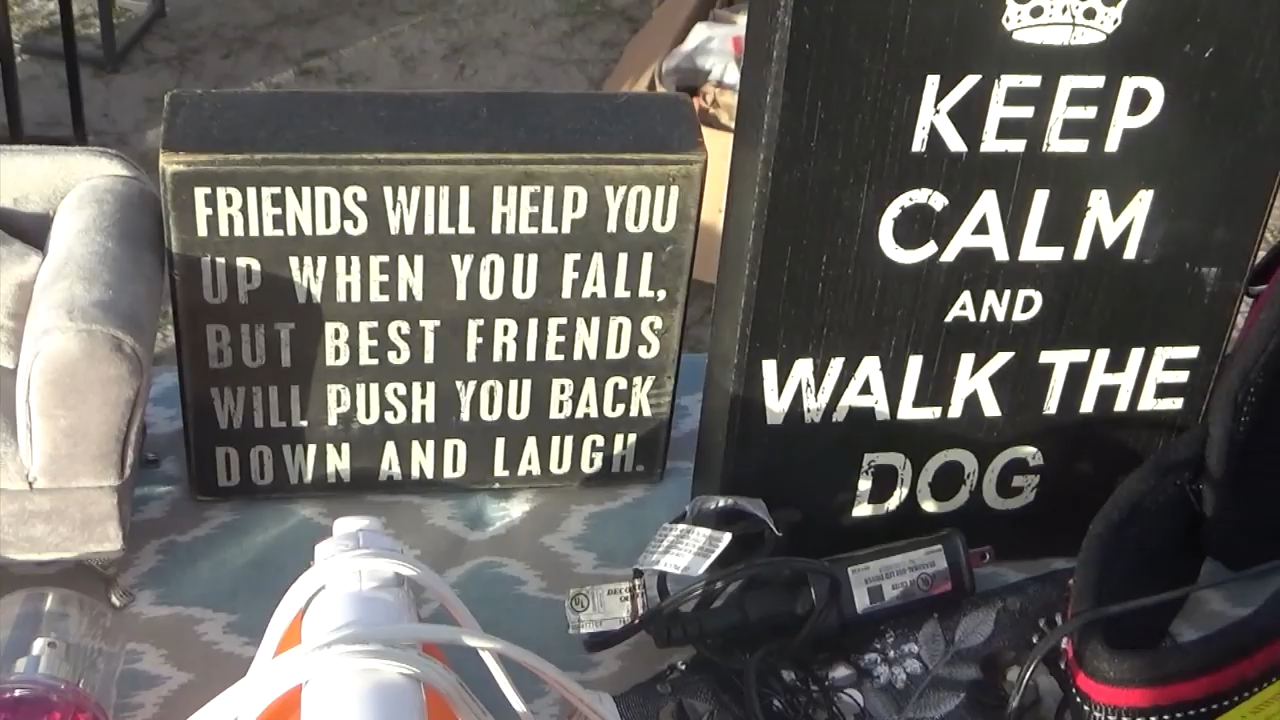 FRIENDS WILL HELP YOU
UP WHEN YOU FALL,
BUT BEST FRIENDS
WILL PUSH YOU BACK
DOWN AND LAUGH.
KEEP
CALM
AND
WALK THE
DOG